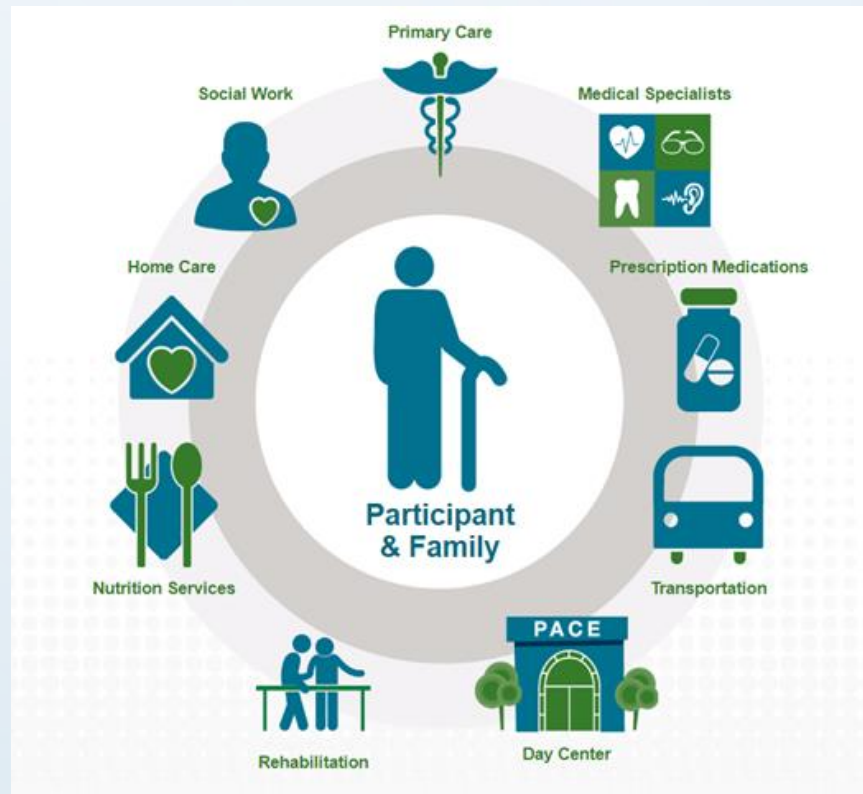 Primary Care
Social Work
Medical Specialists
Home Care
Prescription Medications
Participant
& Family
Nutrition Services
Transportation
PACE
Rehabilitation
Day Center